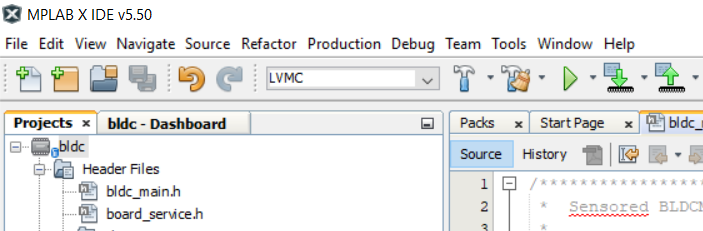 MPLAB X IDE v5.50
File Edit View Navigate Source Refactor Production Debug Team Tools Window Help
LVMC
Projects bldc - Dashboard
Packs Start Page
bldc
Source History
Header Files
bldc_main.h
board_service.h
1 /*****************
2 * Sensored BLDCM
3 *